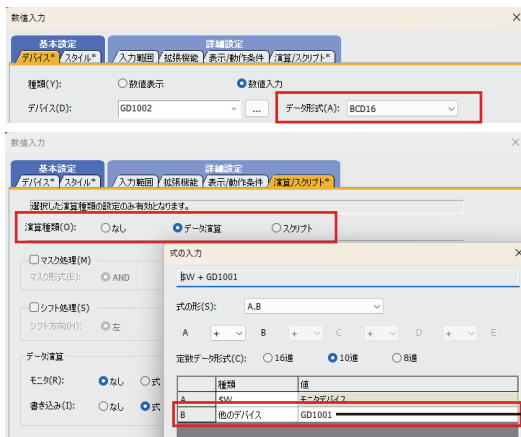 数値入力
基本設定 詳細設定
デバイス* スタイル* 入力範囲 拡張機能 表示/動作条件 演算/スクリプト*
種類(Y): 数値表示 数値入力
デバイス(D): GD1002 ... データ形式(A): BCD16
数値入力
基本設定 詳細設定
デバイス* スタイル* 入力範囲 拡張機能 表示/動作条件 演算/スクリプト*
選択した演算種類の設定のみ有効となります。
演算種類(O): なし データ演算 スクリプト
マスク処理(M)
マスク形式(E): AND
シフト処理(H)
シフト方向(H): 左
データ演算
モニタ(R): なし 式
書き込み(I): なし 式
式の入力
$W + GD1001
式の形(S): A.B
A + B + C + D + E
定数データ形式(C): 16進 10進 8進
種類 値
A $W モニタデバイス
B 他のデバイス GD1001